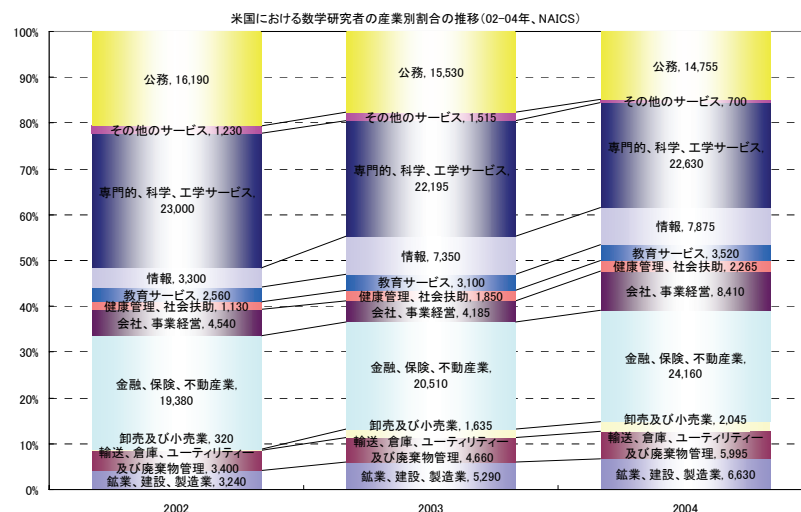 米国における数学研究者の産業別割合の推移(02-04年、NAICS)
100%
90%
80%
70%
60%
50%
40%
30%
20%
10%
0%
公務, 16,190
その他のサービス, 1,230
専門的、科学、工学サービス,
23,000
情報, 3,300
教育サービス, 2,560
健康管理、社会扶助, 1,130
会社、事業経営, 4,540
金融、保険、不動産業,
19,380
卸売及び小売業, 320
輸送、倉庫、ユーティリティー
及び廃棄物管理, 3,400
鉱業、建設、製造業, 3,240
公務, 15,530
その他のサービス, 1,515
専門的、科学、工学サービス,
22,195
情報, 7,350
教育サービス, 3,100
健康管理、社会扶助, 1,850
会社、事業経営, 4,185
金融、保険、不動産業,
20,510
卸売及び小売業, 1,635
輸送、倉庫、ユーティリティー
及び廃棄物管理, 4,660
鉱業、建設、製造業, 5,290
公務, 14,755
その他のサービス, 700
専門的、科学、工学サービス,
22,630
情報, 7,875
教育サービス, 3,520
健康管理、社会扶助, 2,265
会社、事業経営, 8,410
金融、保険、不動産業,
24,160
卸売及び小売業, 2,045
輸送、倉庫、ユーティリティー
及び廃棄物管理, 5,995
鉱業、建設、製造業, 6,630
2002
2003
2004